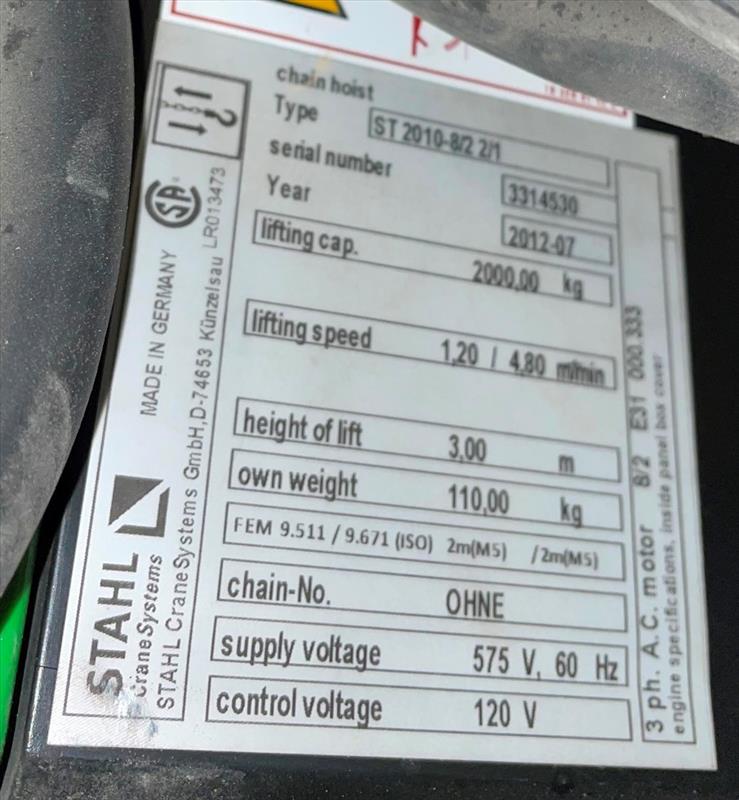 chain hoist
Type ST 2010-8/2 2/1
serial number 3314530
Year 2012-07
lifting cap. 2000,00 kg
lifting speed 1,20 / 4,80 m/min
height of lift 3,00 m
own weight 110,00 kg
FEM 9.511 / 9.671 (ISO) 2m(M5) /2m(M5)
chain-No. OHNE
supply voltage 575 V, 60 Hz
control voltage 120 V
SA
MADE IN GERMANY
STAHL
CraneSystems
STAHL CraneSystems GmbH,D-74653 Künzelsau LR013473
3 ph. A.C. motor 8/2 E31 000 333
engine specifications, inside panel box cover